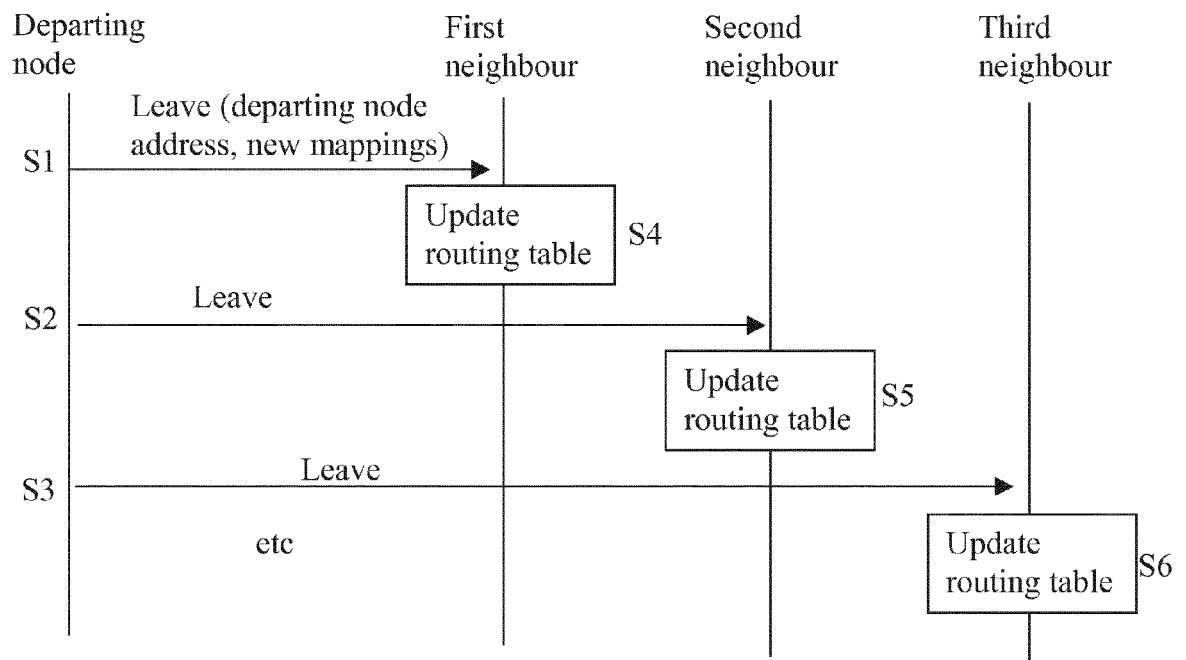 Departing
node
First
neighbour
Second
neighbour
Third
neighbour
Leave (departing node
address, new mappings)
S1
Update
routing table
S4
Leave
S2
Update
routing table
S5
Leave
S3
etc
Update
routing table
S6